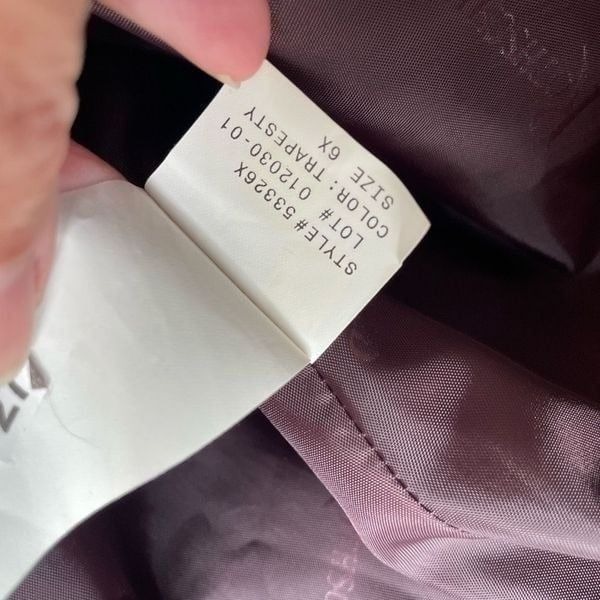 STYLE# 53326X
LOT# 012030-01
COLOR: TRAPESTY
SIZE 6X